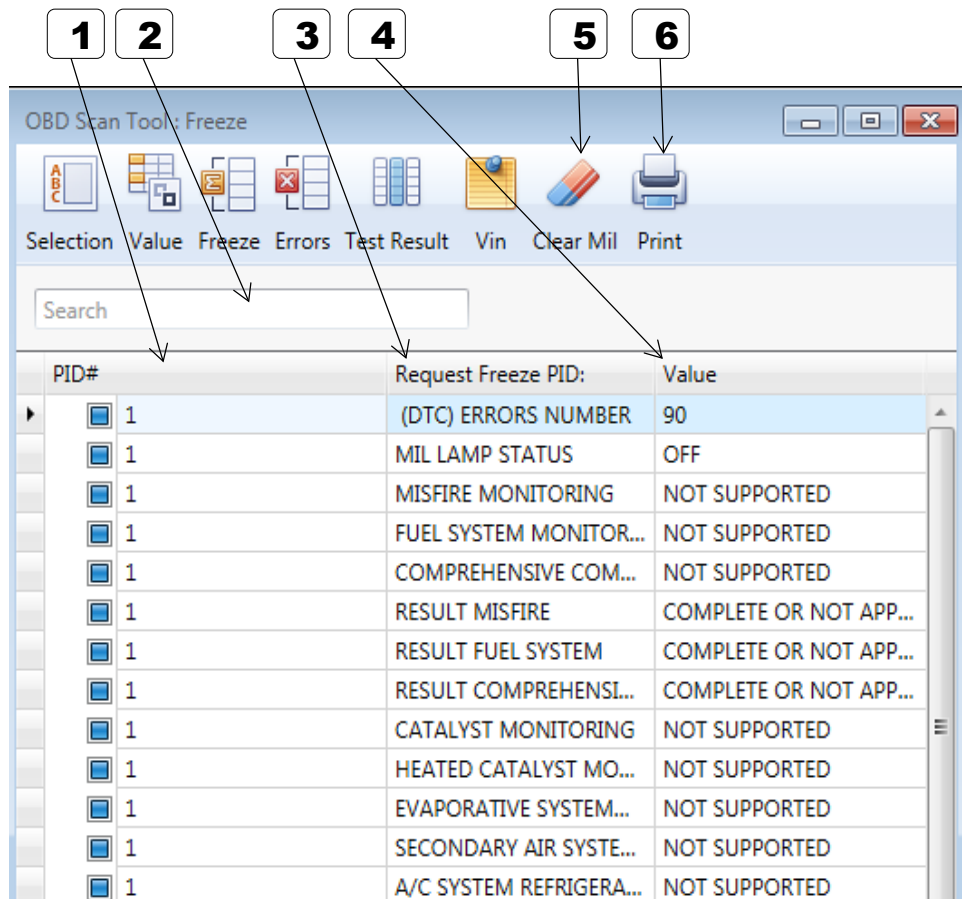 1 2 3 4 5 6
OBD Scan Tool : Freeze
A
B
C
Selection Value Freeze Errors Test Result Vin Clear Mil Print
Search
PID# Request Freeze PID: Value
1 (DTC) ERRORS NUMBER 90
1 MIL LAMP STATUS OFF
1 MISFIRE MONITORING NOT SUPPORTED
1 FUEL SYSTEM MONITOR... NOT SUPPORTED
1 COMPREHENSIVE COM... NOT SUPPORTED
1 RESULT MISFIRE COMPLETE OR NOT APP...
1 RESULT FUEL SYSTEM COMPLETE OR NOT APP...
1 RESULT COMPREHENSI... COMPLETE OR NOT APP...
1 CATALYST MONITORING NOT SUPPORTED
1 HEATED CATALYST MO... NOT SUPPORTED
1 EVAPORATIVE SYSTEM... NOT SUPPORTED
1 SECONDARY AIR SYSTE... NOT SUPPORTED
1 A/C SYSTEM REFRIGERA... NOT SUPPORTED